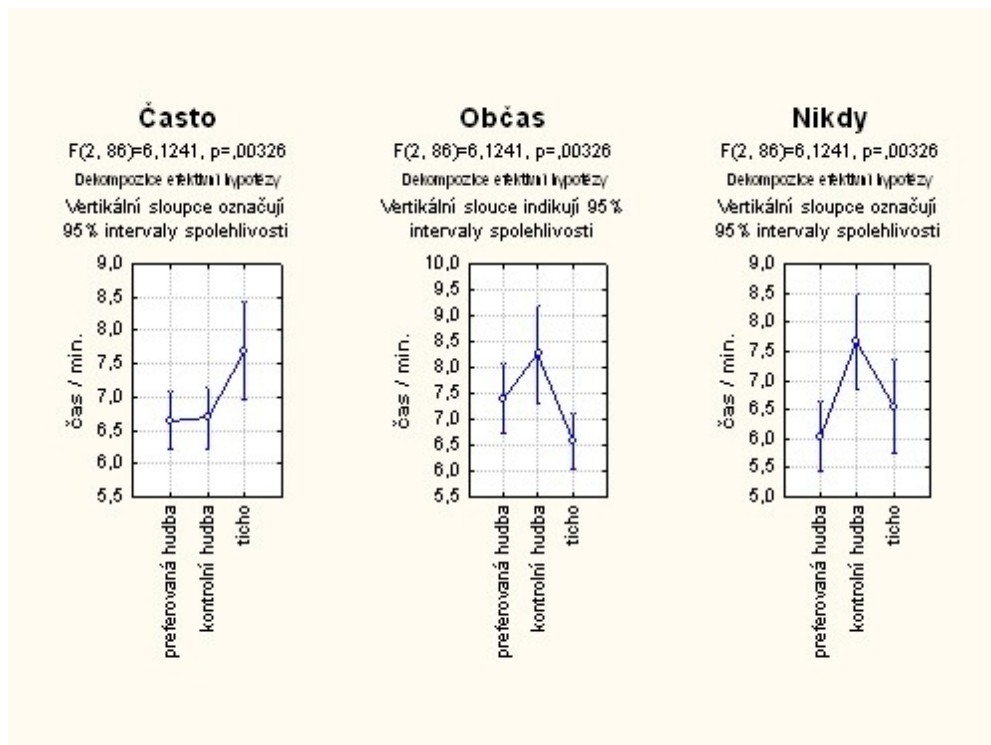 Často
F(2, 86)=6,1241, p=,00326
Dekompozice efektivní hypotézy
Vertikální sloupce označují
95% intervaly spolehlivosti
čas / min.
9,0
8,5
8,0
7,5
7,0
6,5
6,0
5,5
preferovaná hudba
kontrolní hudba
ticho
Občas
F(2, 86)=6,1241, p=,00326
Dekompozice efektivní hypotézy
Vertikální slouce indikují 95%
intervaly spolehlivosti
čas / min.
10,0
9,5
9,0
8,5
8,0
7,5
7,0
6,5
6,0
5,5
preferovaná hudba
kontrolní hudba
ticho
Nikdy
F(2, 86)=6,1241, p=,00326
Dekompozice efektivní hypotézy
Vertikální sloupce označují
95% intervaly spolehlivosti
čas / min.
9,0
8,5
8,0
7,5
7,0
6,5
6,0
5,5
5,0
preferovaná hudba
kontrolní hudba
ticho